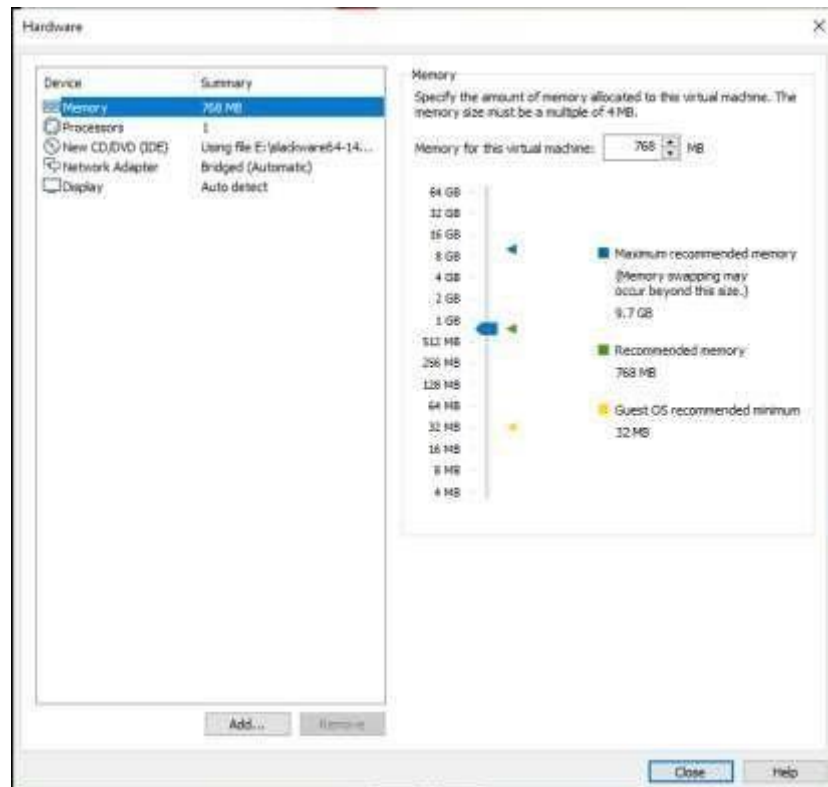 Hardware
Device Summary
Memory 768 MB
Processors 1
New CD/DVD (IDE) Using file E:\slackware64-14...
Network Adapter Bridged (Automatic)
Display Auto detect
Add... Remove
Memory
Specify the amount of memory allocated to this virtual machine. The
memory size must be a multiple of 4 MB.
Memory for this virtual machine: 768 MB
64 GB
32 GB
16 GB
8 GB
4 GB
2 GB
1 GB
512 MB
256 MB
128 MB
64 MB
32 MB
16 MB
8 MB
4 MB
Maximum recommended memory
(Memory swapping may
occur beyond this size.)
9.7 GB
Recommended memory
768 MB
Guest OS recommended minimum
32 MB
Close Help